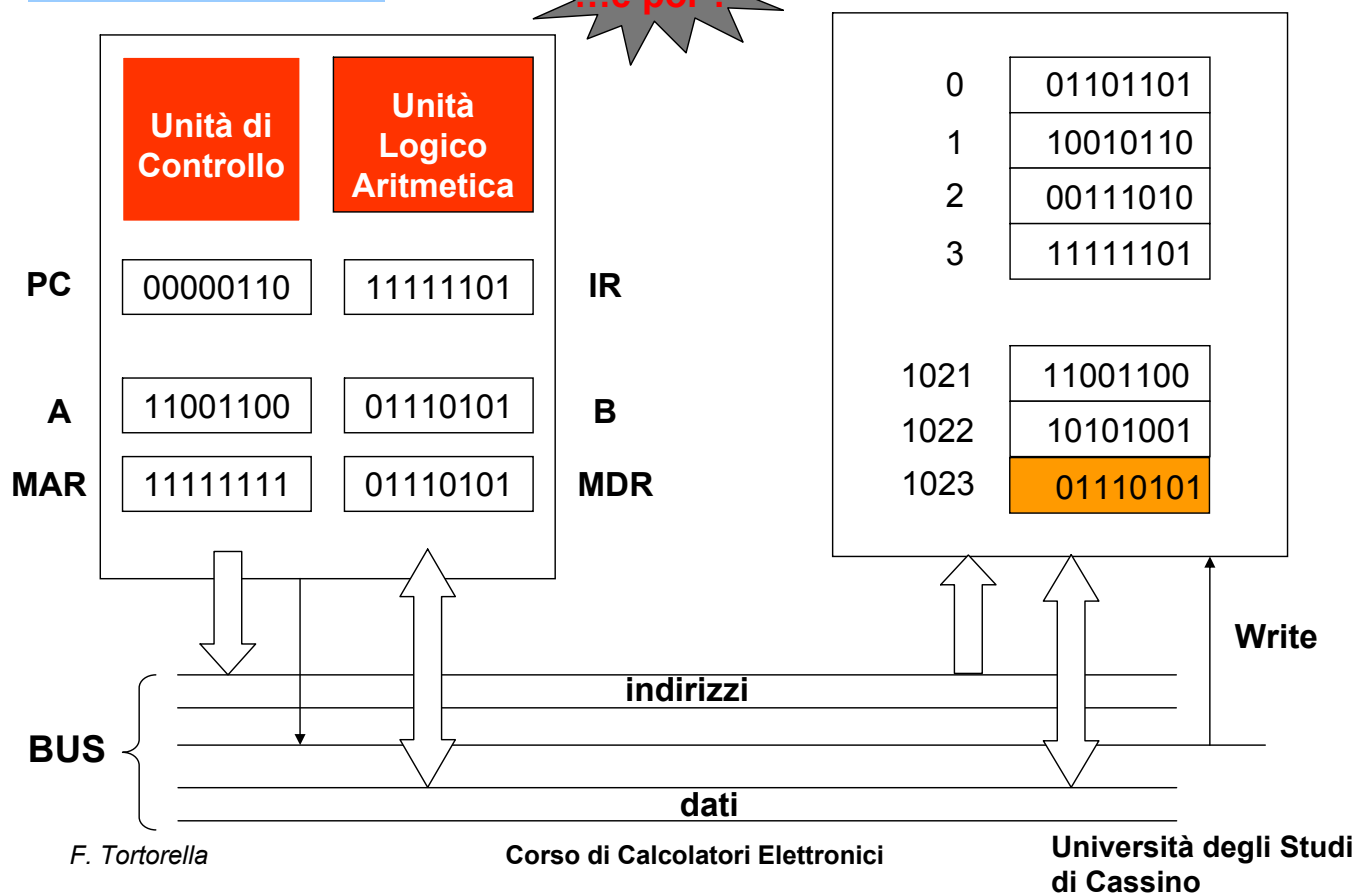 ...e poi ?
Unità di
Controllo
Unità
Logico
Aritmetica
PC
00000110
11111101
IR
A
11001100
01110101
B
MAR
11111111
01110101
MDR
0
01101101
1
10010110
2
00111010
3
11111101
1021
11001100
1022
10101001
1023
01110101
Write
indirizzi
BUS
dati
F. Tortorella
Corso di Calcolatori Elettronici
Università degli Studi
di Cassino